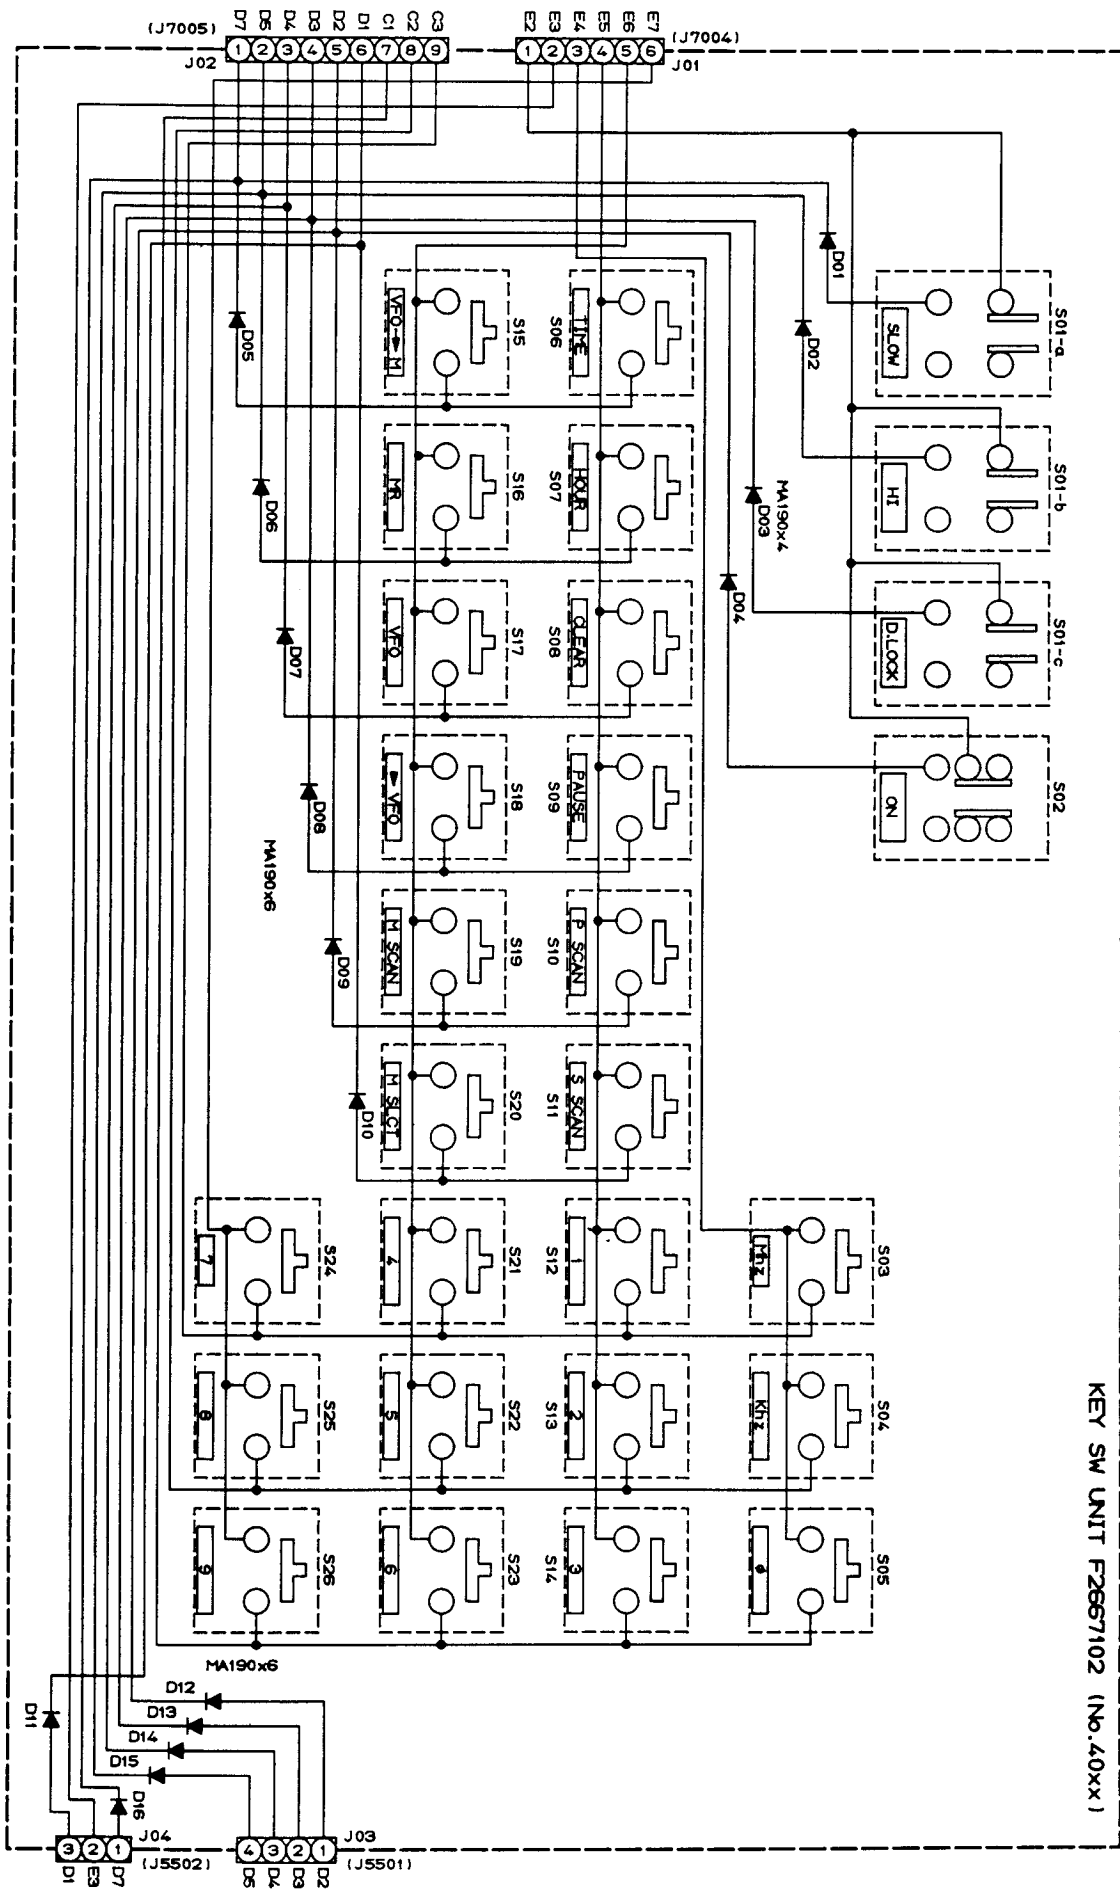 KEY SW UNIT F2667102 (No.40xx)
(J7005)
D7 D5 D4 D3 D2 D1 C1 C2 C3
1 2 3 4 5 6 7 8 9
J02
E2 E3 E4 E5 E6 E7
1 2 3 4 5 6
(J7004)
J01
D01
D02
D03
MA190x4
D04
S01-a
SLOW
S01-b
HI
S01-c
D.LOCK
S02
ON
S06
TIME
S07
HOUR
S08
CLEAR
S09
PAUSE
S10
P SCAN
S11
S SCAN
S12
1
S13
2
S14
3
S15
VFO►M
S16
MR
S17
VFO
S18
►VFO
S19
M SCAN
S20
M SLCT
S21
4
S22
5
S23
6
S03
Mhz
S04
Khz
S05
ø
S24
7
S25
8
S26
9
D05
D06
D07
D08
MA190x6
D09
D10
MA190x6
D12
D13
D14
D15
D11
D16
J04
3 2 1
(J5502)
D1 E3 D7
J03
4 3 2 1
(J5501)
D5 D4 D3 D2